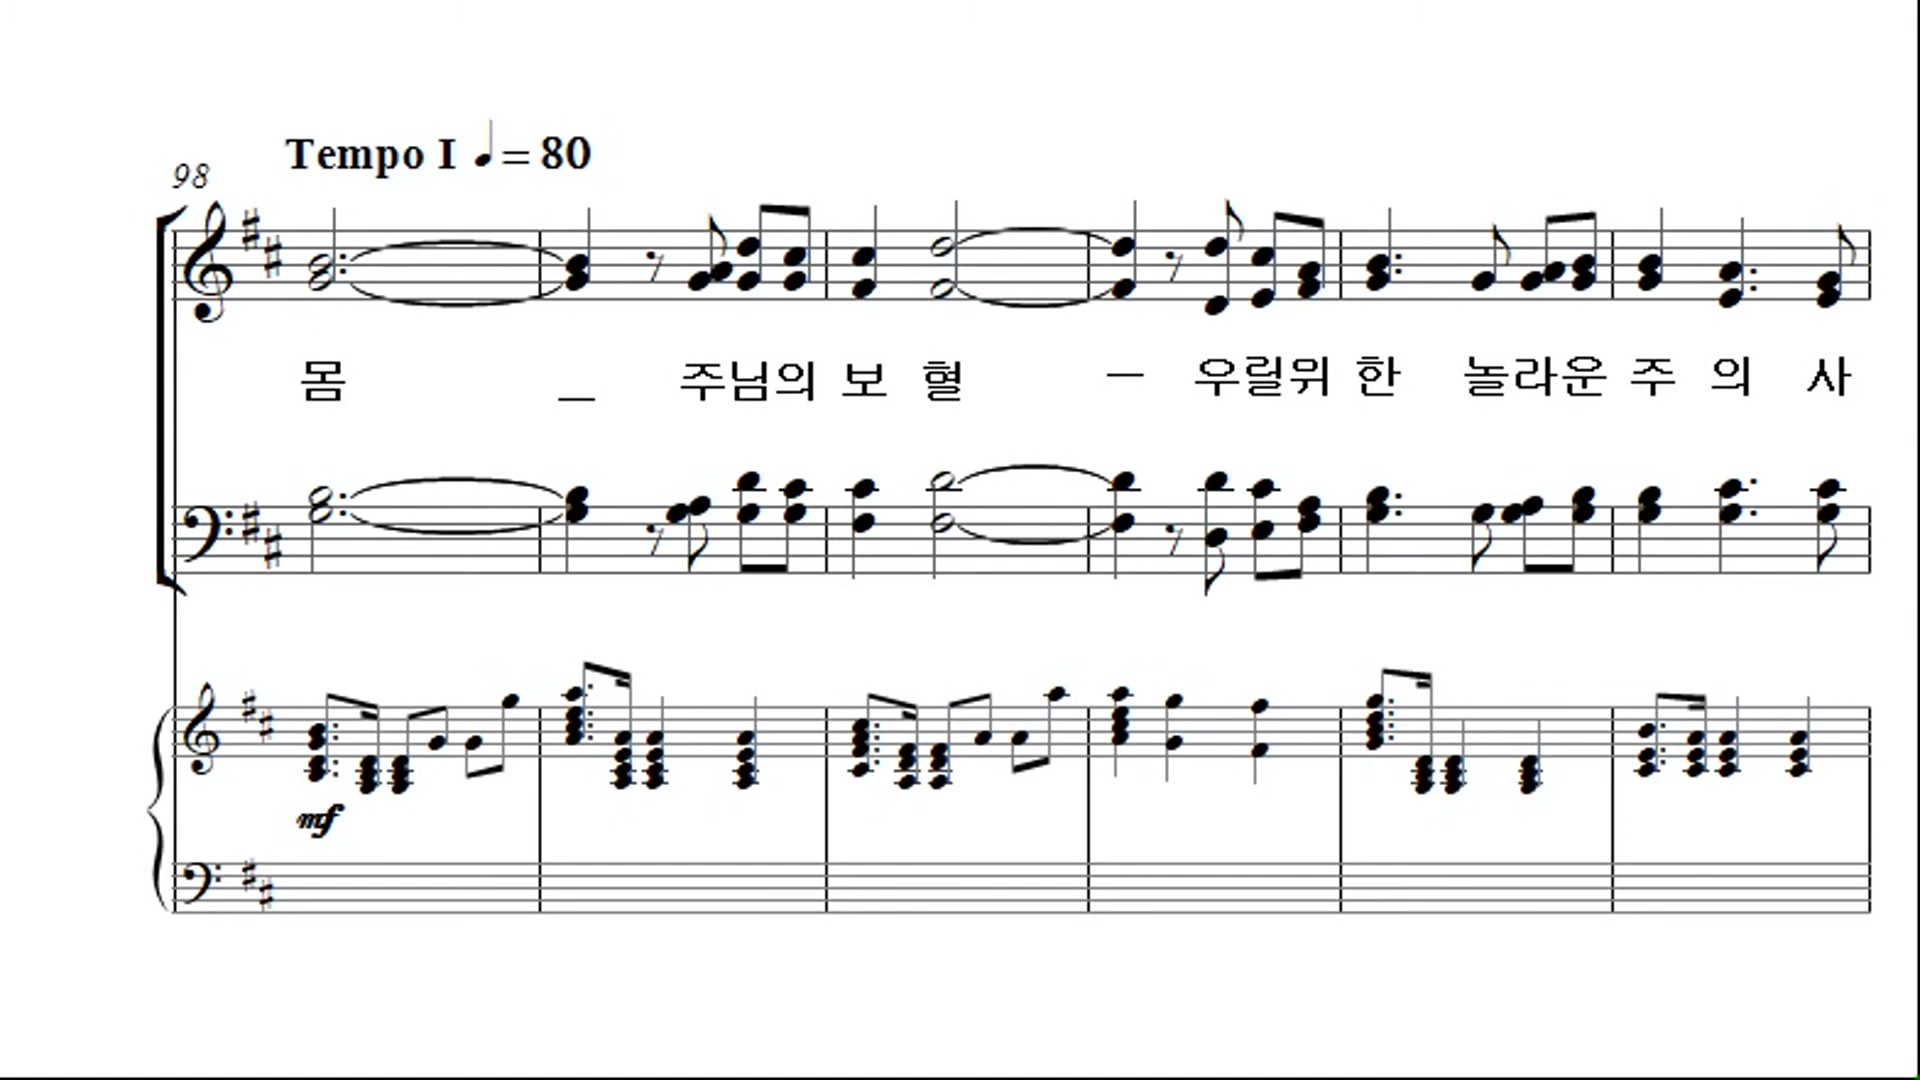 Tempo I ♩= 80
98
몸 _ 주님의 보 혈 — 우릴위 한 놀라운 주 의 사
mf